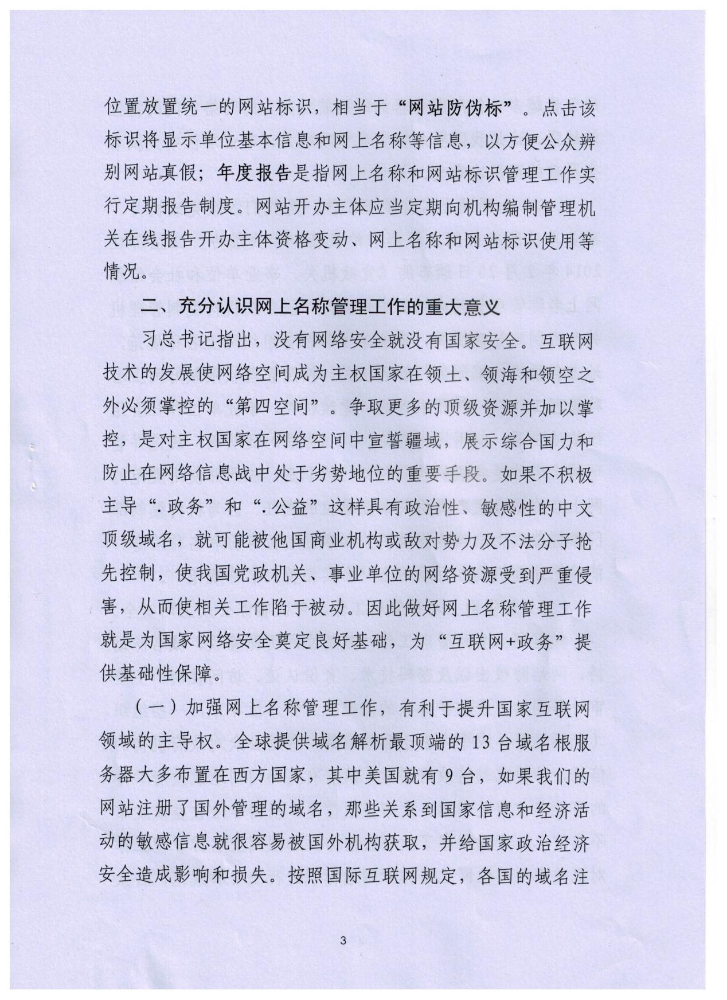 位置放置统一的网站标识，相当于“网站防伪标”。点击该
标识将显示单位基本信息和网上名称等信息，以方便公众辨
别网站真假；年度报告是指网上名称和网站标识管理工作实
行定期报告制度。网站开办主体应当定期向机构编制管理机
关在线报告开办主体资格变动、网上名称和网站标识使用等
情况。
二、充分认识网上名称管理工作的重大意义
习总书记指出，没有网络安全就没有国家安全。互联网
技术的发展使网络空间成为主权国家在领土、领海和领空之
外必须掌控的“第四空间”。争取更多的顶级资源并加以掌
控，是对主权国家在网络空间中宣誓疆域，展示综合国力和
防止在网络信息战中处于劣势地位的重要手段。如果不积极
主导“.政务”和“.公益”这样具有政治性、敏感性的中文
顶级域名，就可能被他国商业机构或敌对势力及不法分子抢
先控制，使我国党政机关、事业单位的网络资源受到严重侵
害，从而使相关工作陷于被动。因此做好网上名称管理工作
就是为国家网络安全奠定良好基础，为“互联网+政务”提
供基础性保障。
（一）加强网上名称管理工作，有利于提升国家互联网
领域的主导权。全球提供域名解析最顶端的 13 台域名根服
务器大多布置在西方国家，其中美国就有 9 台，如果我们的
网站注册了国外管理的域名，那些关系到国家信息和经济活
动的敏感信息就很容易被国外机构获取，并给国家政治经济
安全造成影响和损失。按照国际互联网规定，各国的域名注
3